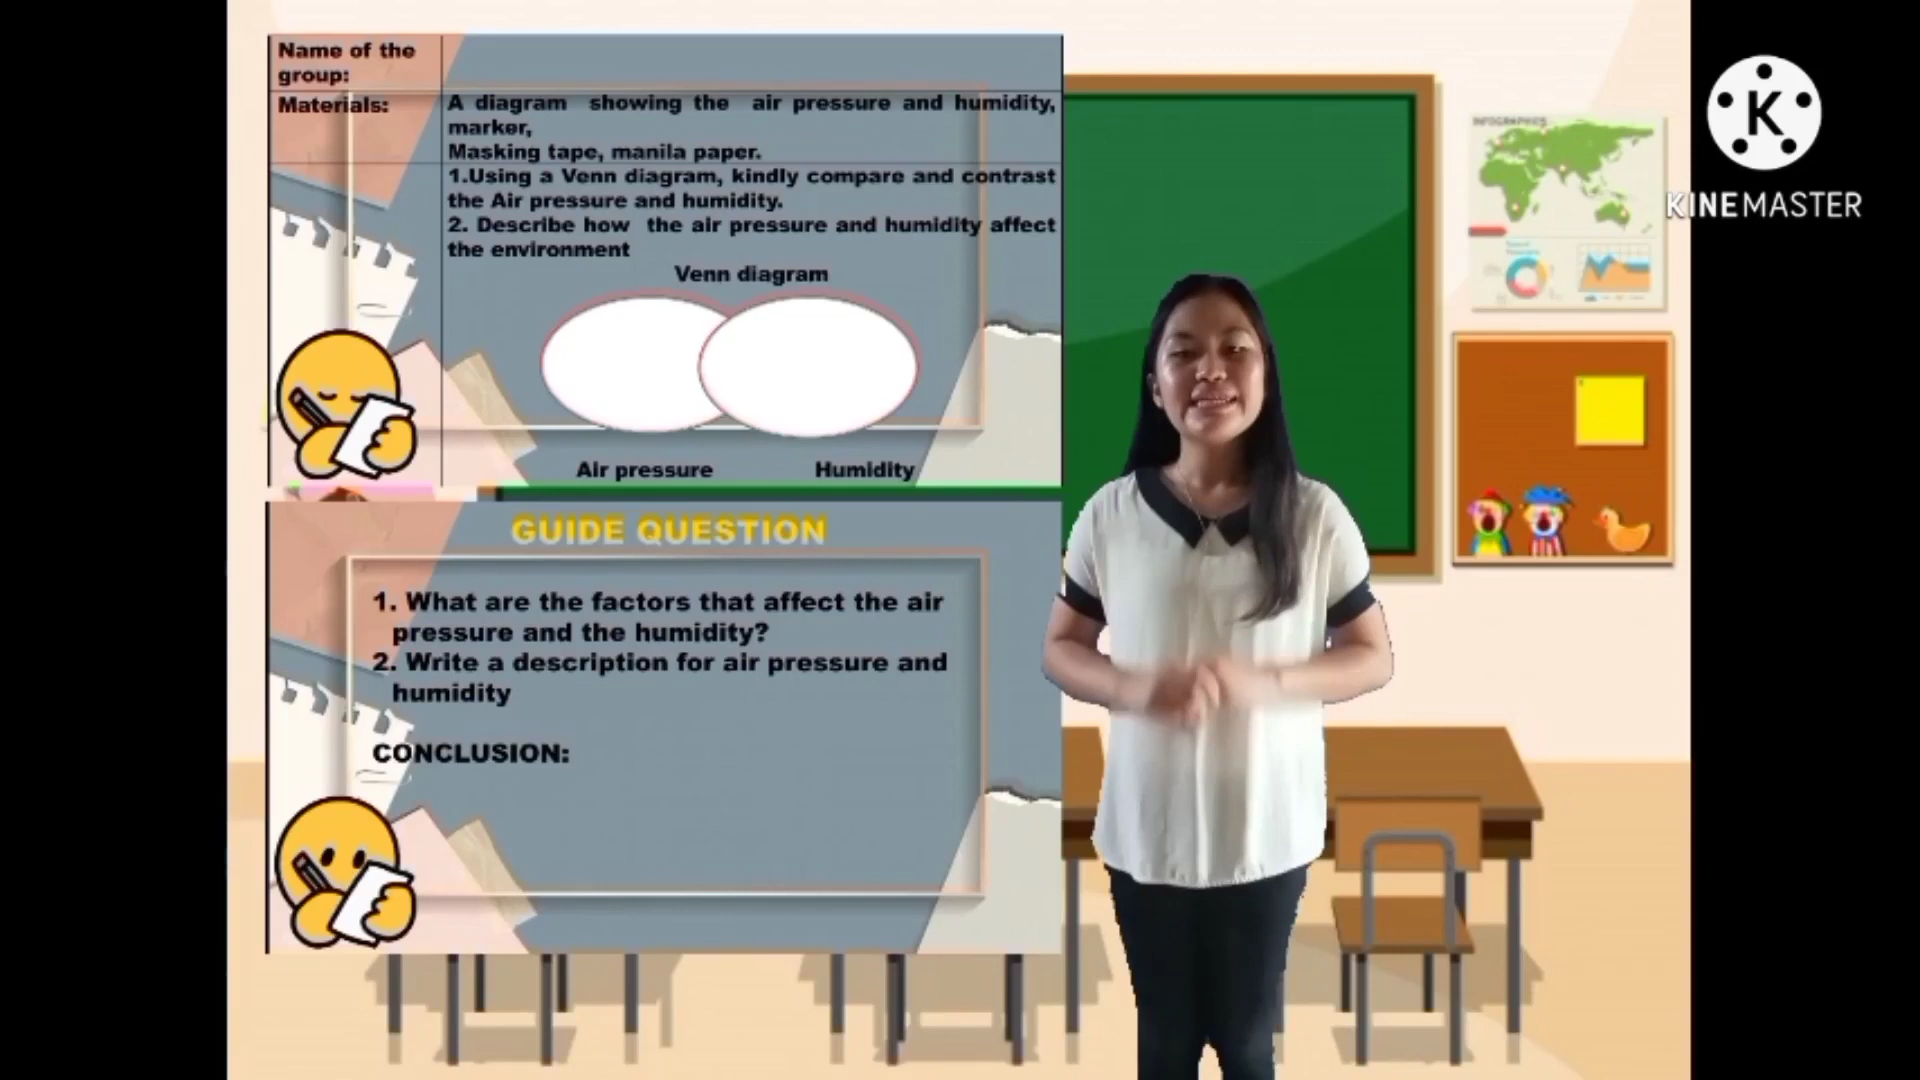 Name of the
group:
Materials:
A diagram showing the air pressure and humidity,
marker,
Masking tape, manila paper.
1.Using a Venn diagram, kindly compare and contrast
the Air pressure and humidity.
2. Describe how the air pressure and humidity affect
the environment
Venn diagram
Air pressure
Humidity
GUIDE QUESTION
1. What are the factors that affect the air
pressure and the humidity?
2. Write a description for air pressure and
humidity
CONCLUSION:
INFOGRAPHICS
K
KINEMASTER